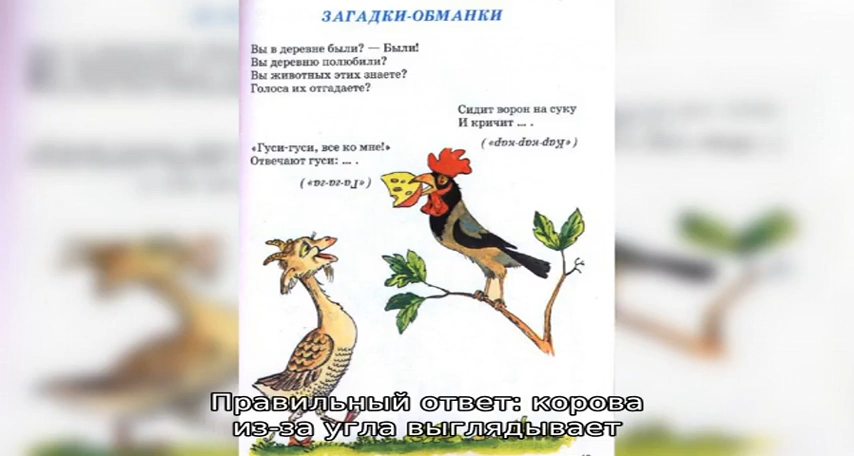 ЗАГАДКИ-ОБМАНКИ
Вы в деревне были? — Были!
Вы деревню полюбили?
Вы животных этих знаете?
Голоса их отгадаете?
Сидит ворон на суку
И кричит ... .
(«Кар-кар-кар»)
«Гуси-гуси, все ко мне!»
Отвечают гуси: ... .
(«Га-га-га»)
Правильный ответ: корова
из-за угла выглядывает